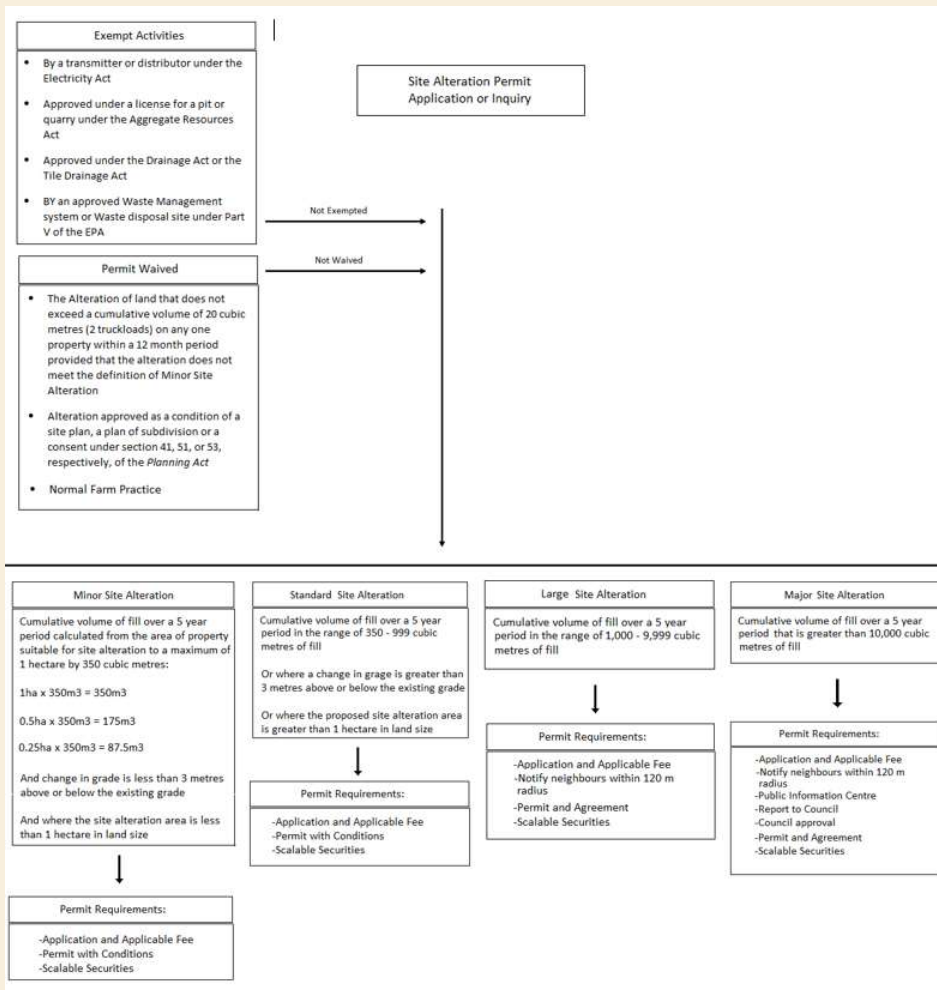 Exempt Activities
• By a transmitter or distributor under the
Electricity Act
• Approved under a license for a pit or
quarry under the Aggregate Resources
Act
• Approved under the Drainage Act or the
Tile Drainage Act
• BY an approved Waste Management
system or Waste disposal site under Part
V of the EPA
Site Alteration Permit
Application or Inquiry
Not Exempted
Permit Waived
Not Waived
• The Alteration of land that does not
exceed a cumulative volume of 20 cubic
metres (2 truckloads) on any one
property within a 12 month period
provided that the alteration does not
meet the definition of Minor Site
Alteration
• Alteration approved as a condition of a
site plan, a plan of subdivision or a
consent under section 41, 51, or 53,
respectively, of the Planning Act
• Normal Farm Practice
Minor Site Alteration
Cumulative volume of fill over a 5 year
period calculated from the area of property
suitable for site alteration to a maximum of
1 hectare by 350 cubic metres:
1ha x 350m3 = 350m3
0.5ha x 350m3 = 175m3
0.25ha x 350m3 = 87.5m3
And change in grade is less than 3 metres
above or below the existing grade
And where the site alteration area is less
than 1 hectare in land size
Permit Requirements:
-Application and Applicable Fee
-Permit with Conditions
-Scalable Securities
Standard Site Alteration
Cumulative volume of fill over a 5 year
period in the range of 350 - 999 cubic
metres of fill
Or where a change in grage is greater than
3 metres above or below the existing grade
Or where the proposed site alteration area
is greater than 1 hectare in land size
Permit Requirements:
-Application and Applicable Fee
-Permit with Conditions
-Scalable Securities
Large Site Alteration
Cumulative volume of fill over a 5 year
period in the range of 1,000 - 9,999 cubic
metres of fill
Permit Requirements:
-Application and Applicable Fee
-Notify neighbours within 120 m
radius
-Permit and Agreement
-Scalable Securities
Major Site Alteration
Cumulative volume of fill over a 5 year
period that is greater than 10,000 cubic
metres of fill
Permit Requirements:
-Application and Applicable Fee
-Notify neighbours within 120 m
radius
-Public Information Centre
-Report to Council
-Council approval
-Permit and Agreement
-Scalable Securities